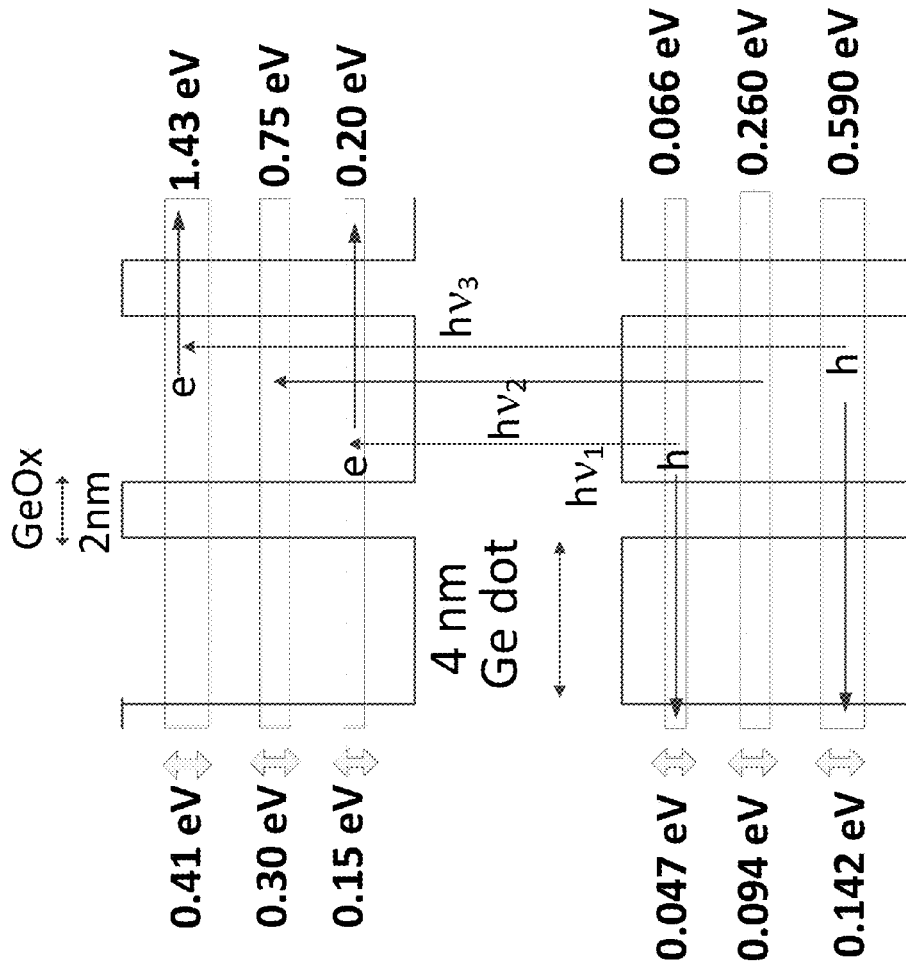 GeOx
2nm
1.43 eV
0.75 eV
0.20 eV
0.41 eV
0.30 eV
0.15 eV
e
e
hν3
hν2
hν1
4 nm
Ge dot
h
h
0.066 eV
0.260 eV
0.590 eV
0.047 eV
0.094 eV
0.142 eV